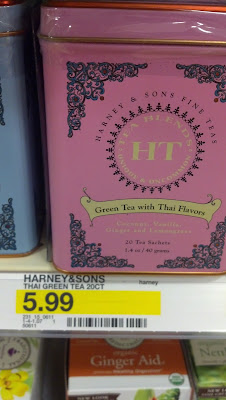 HARNEY & SONS FINE TEAS
HT
Green Tea with Thai Flavors
Coconut, Vanilla,
Ginger and Lemongrass
20 Tea Sachets
1.4 oz / 40 grams
HARNEY&SONS
THAI GREEN TEA 20CT
harney
5.99
ORGANIC
Ginger Aid